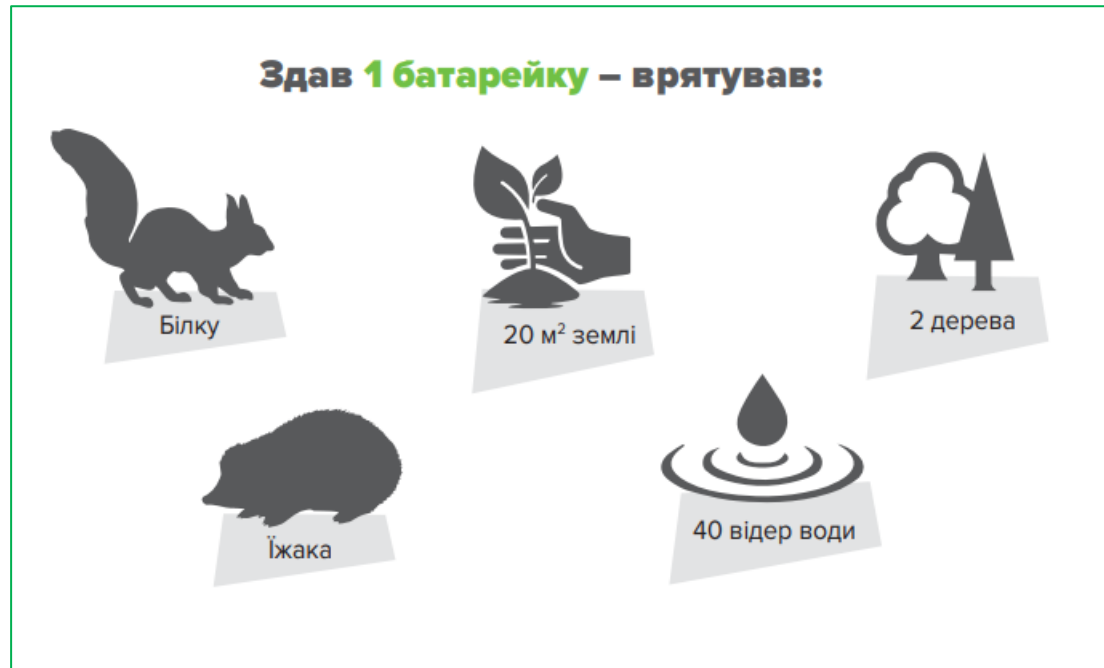 Здав 1 батарейку – врятував:
Білку
20 м² землі
2 дерева
Їжака
40 відер води